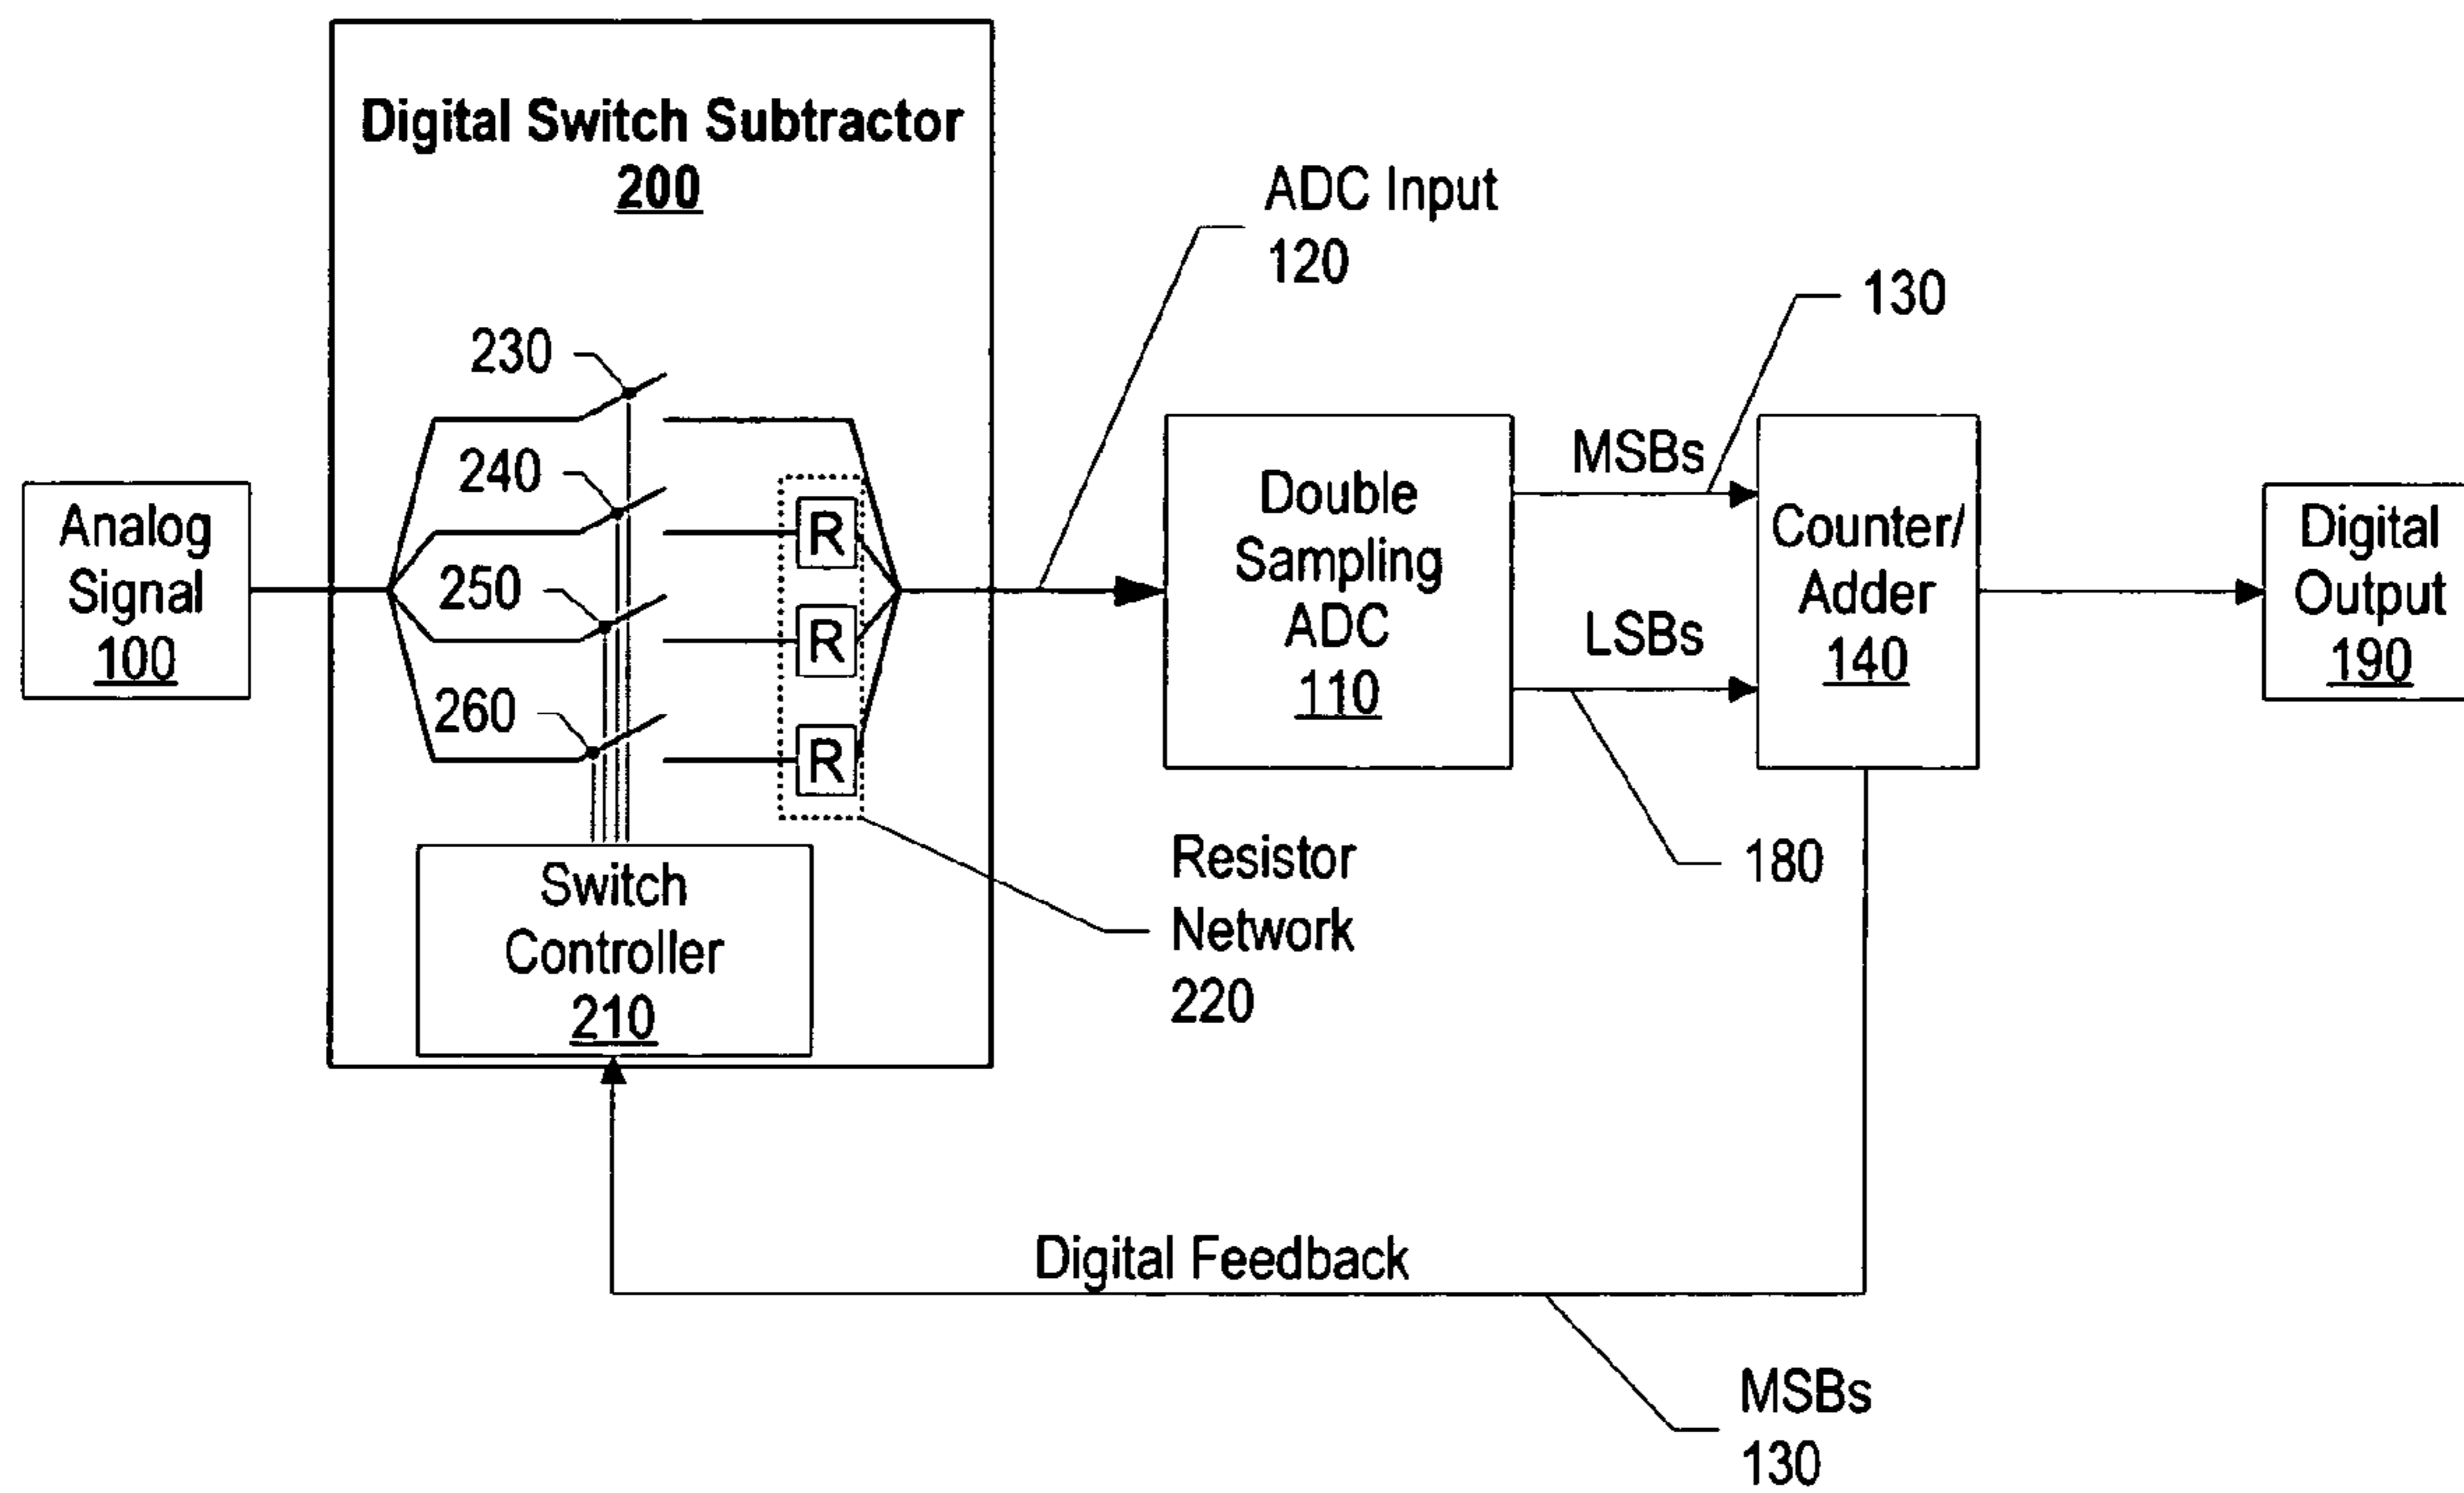 Digital Switch Subtractor
200
ADC Input
120
130
230
240
250
260
Analog
Signal
100
R
R
R
Switch
Controller
210
Resistor
Network
220
Double
Sampling
ADC
110
MSBs
LSBs
180
Counter/
Adder
140
Digital
Output
190
Digital Feedback
MSBs
130